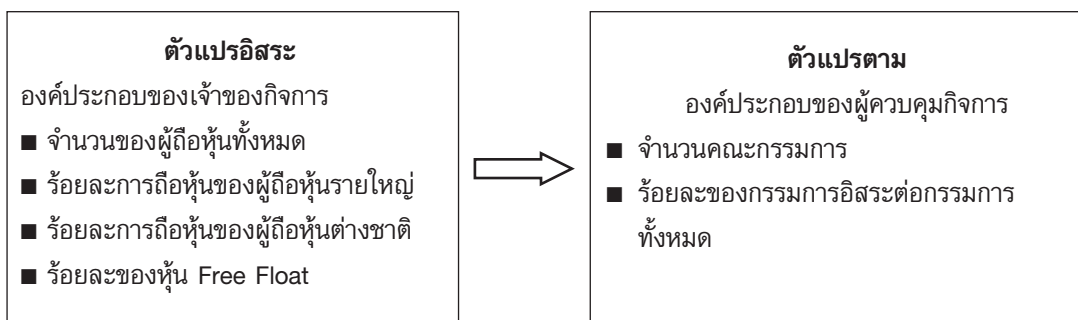 ตัวแปรอิสระ
องค์ประกอบของเจ้าของกิจการ
■ จำนวนของผู้ถือหุ้นทั้งหมด
■ ร้อยละการถือหุ้นของผู้ถือหุ้นรายใหญ่
■ ร้อยละการถือหุ้นของผู้ถือหุ้นต่างชาติ
■ ร้อยละของหุ้น Free Float
ตัวแปรตาม
องค์ประกอบของผู้ควบคุมกิจการ
■ จำนวนคณะกรรมการ
■ ร้อยละของกรรมการอิสระต่อกรรมการ
ทั้งหมด